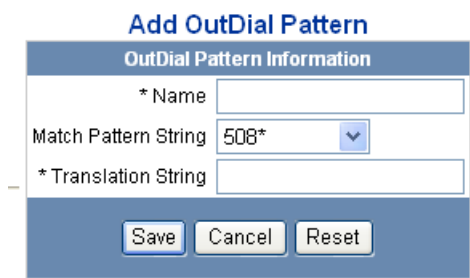 Add OutDial Pattern
OutDial Pattern Information
* Name
Match Pattern String 508*
* Translation String
Save Cancel Reset